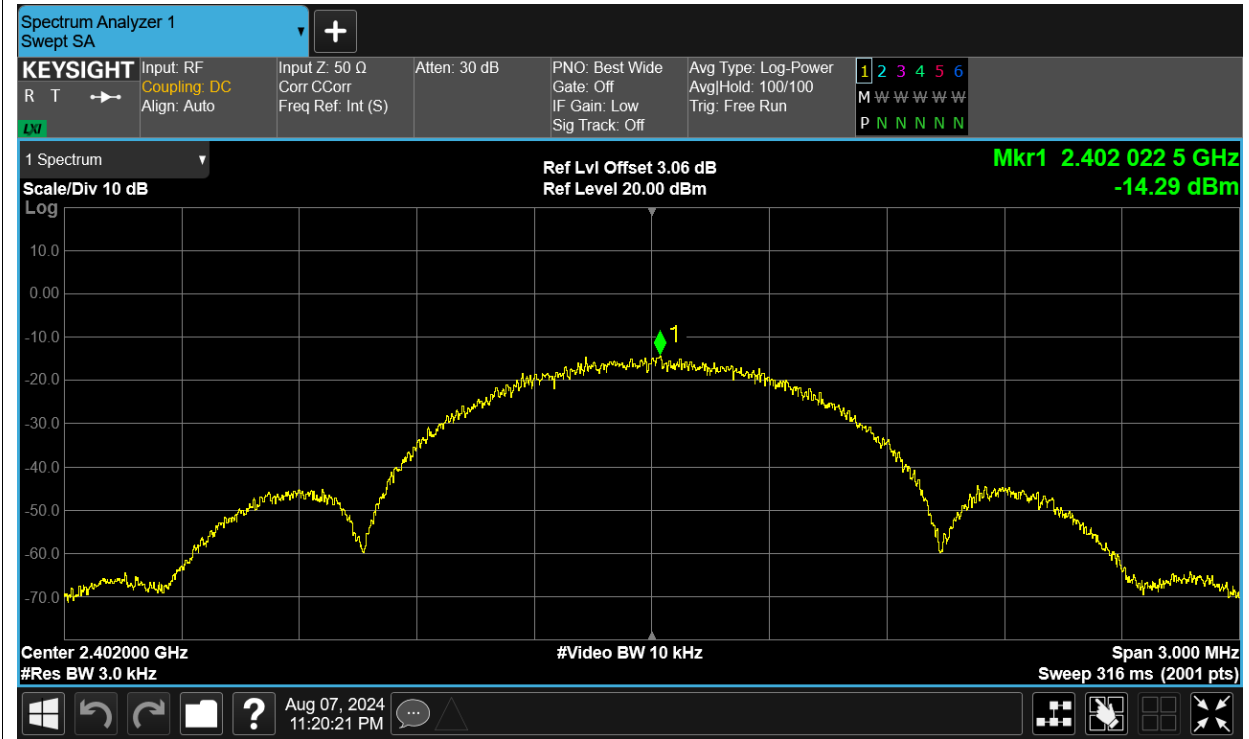 Spectrum Analyzer 1
Swept SA
KEYSIGHT
R T
LXI
Input: RF
Coupling: DC
Align: Auto
Input Z: 50 Ω
Corr CCorr
Freq Ref: Int (S)
Atten: 30 dB
PNO: Best Wide
Gate: Off
IF Gain: Low
Sig Track: Off
Avg Type: Log-Power
Avg|Hold: 100/100
Trig: Free Run
1 2 3 4 5 6
M W W W W W
P N N N N N
1 Spectrum
Scale/Div 10 dB
Log
Ref Lvl Offset 3.06 dB
Ref Level 20.00 dBm
Mkr1 2.402 022 5 GHz
-14.29 dBm
10.0
0.00
-10.0
-20.0
-30.0
-40.0
-50.0
-60.0
-70.0
1
Center 2.402000 GHz
#Res BW 3.0 kHz
#Video BW 10 kHz
Span 3.000 MHz
Sweep 316 ms (2001 pts)
?
Aug 07, 2024
11:20:21 PM